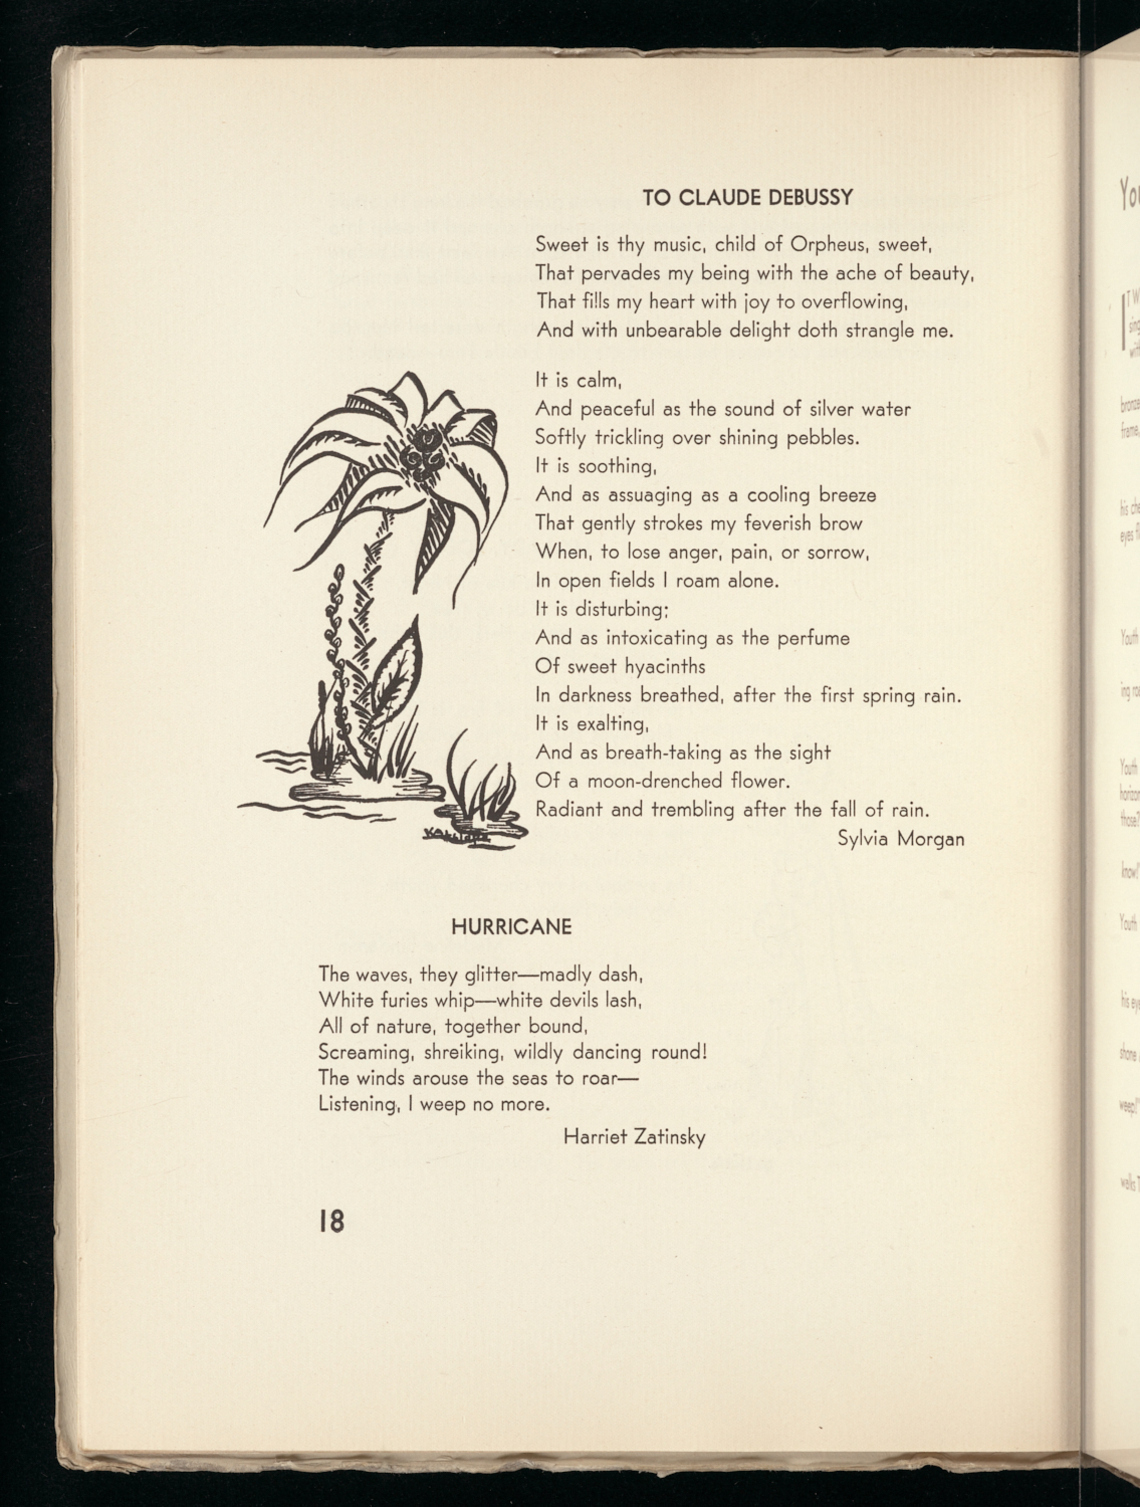 TO CLAUDE DEBUSSY
Sweet is thy music, child of Orpheus, sweet,
That pervades my being with the ache of beauty,
That fills my heart with joy to overflowing,
And with unbearable delight doth strangle me.
It is calm,
And peaceful as the sound of silver water
Softly trickling over shining pebbles.
It is soothing,
And as assuaging as a cooling breeze
That gently strokes my feverish brow
When, to lose anger, pain, or sorrow,
In open fields I roam alone.
It is disturbing;
And as intoxicating as the perfume
Of sweet hyacinths
In darkness breathed, after the first spring rain.
It is exalting,
And as breath-taking as the sight
Of a moon-drenched flower.
Radiant and trembling after the fall of rain.
Sylvia Morgan
HURRICANE
The waves, they glitter—madly dash,
White furies whip—white devils lash,
All of nature, together bound,
Screaming, shreiking, wildly dancing round!
The winds arouse the seas to roar—
Listening, I weep no more.
Harriet Zatinsky
18
Youth
Youth
Youth
know!"
his eye
weep!"